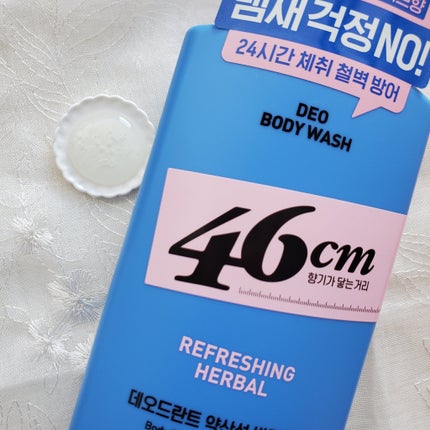 냄새 걱정NO!
24시간 체취 철벽 방어
DEO
BODY WASH
46cm
향기가 닿는 거리
REFRESHING
HERBAL
데오드란트 약산성
Body